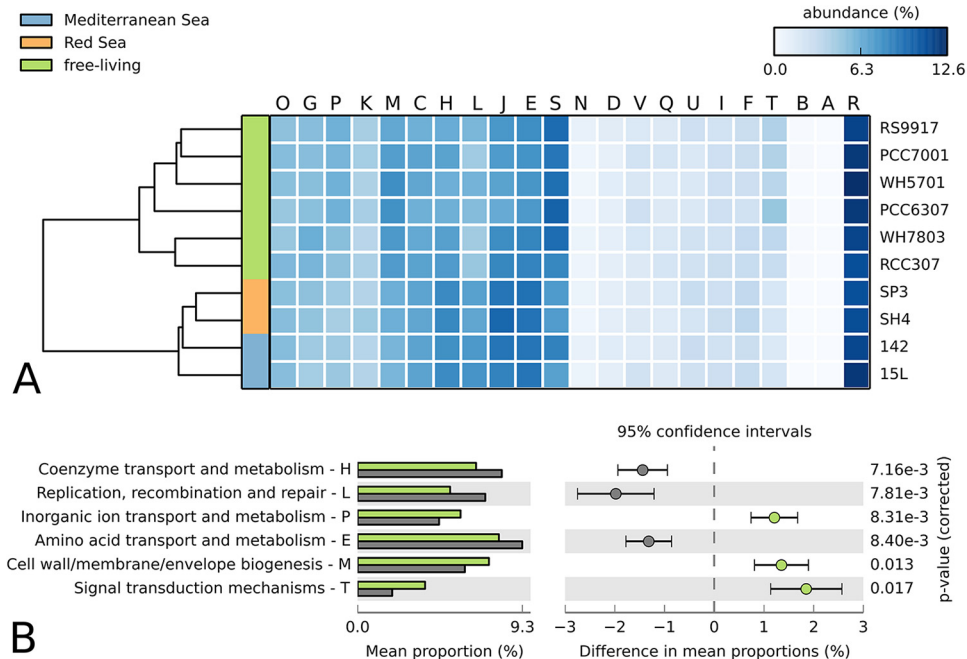 Mediterranean Sea
Red Sea
free-living
abundance (%)
0.0 6.3 12.6
O G P K M C H L J E S N D V Q U I F T B A R
RS9917
PCC7001
WH5701
PCC6307
WH7803
RCC307
SP3
SH4
142
15L
A
95% confidence intervals
Coenzyme transport and metabolism - H 7.16e-3
Replication, recombination and repair - L 7.81e-3
Inorganic ion transport and metabolism - P 8.31e-3
Amino acid transport and metabolism - E 8.40e-3
Cell wall/membrane/envelope biogenesis - M 0.013
Signal transduction mechanisms - T 0.017
p-value (corrected)
0.0 9.3 −3 −2 −1 0 1 2 3
Mean proportion (%) Difference in mean proportions (%)
B